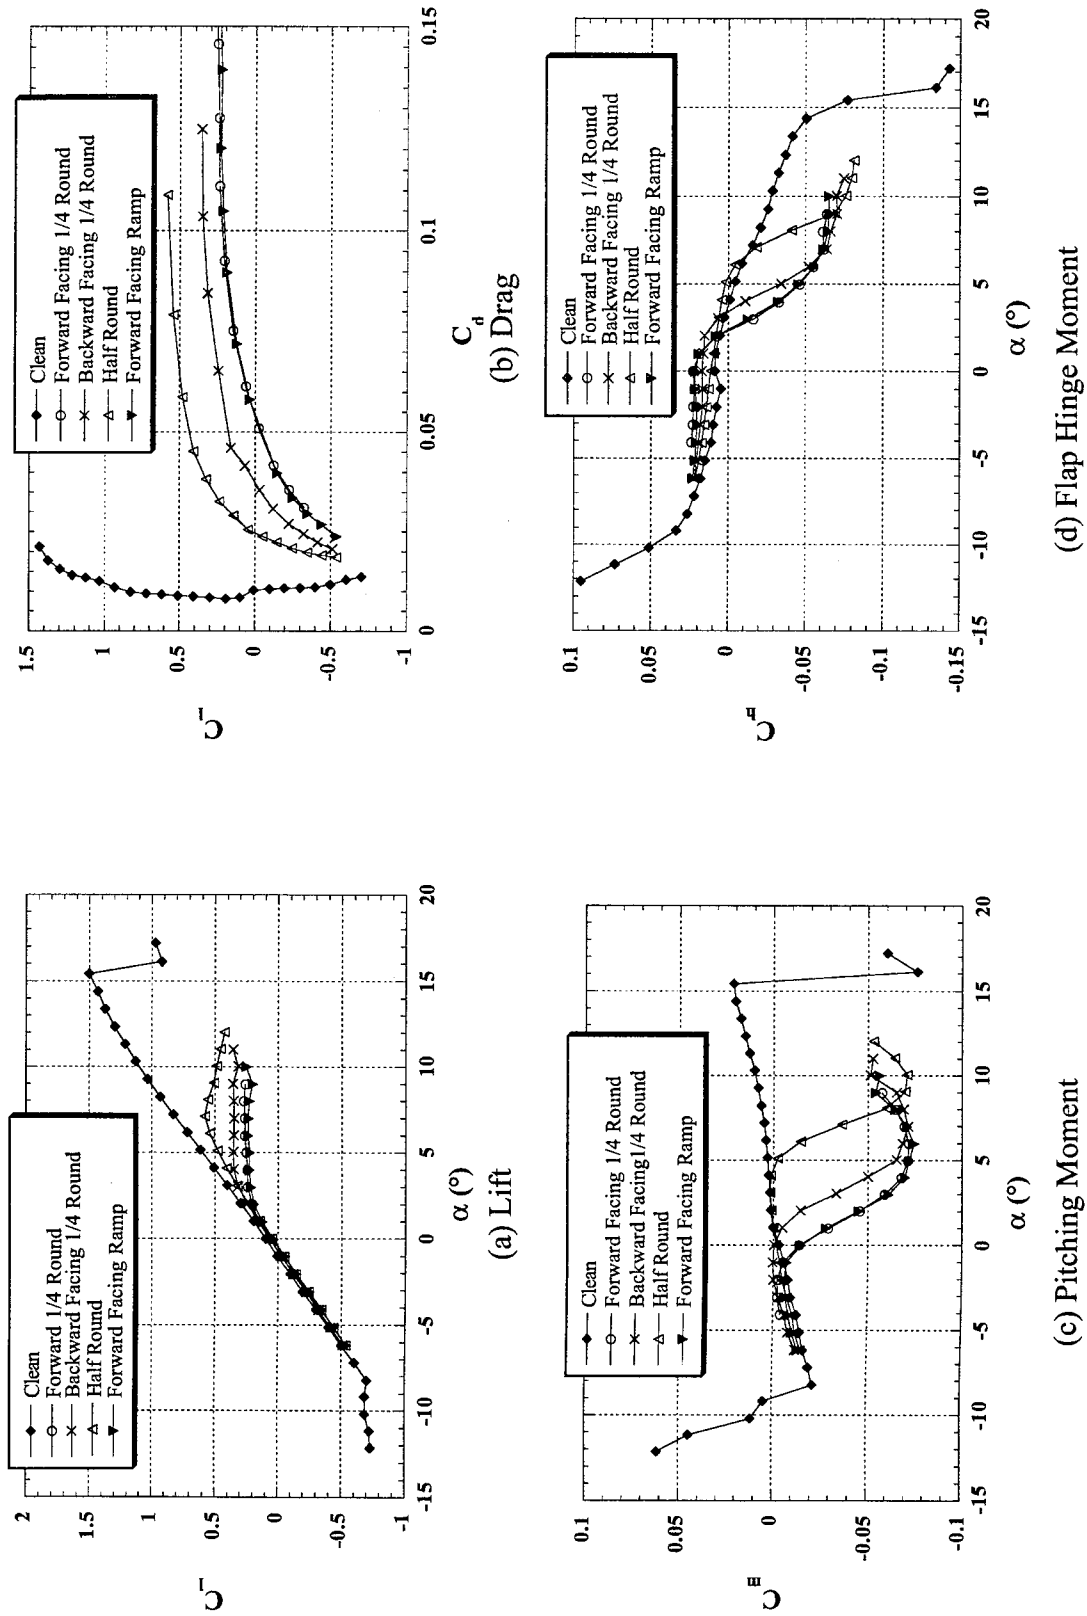 2
1.5
1
0.5
0
-0.5
-1
C_l
Clean
Forward 1/4 Round
Backward Facing 1/4 Round
Half Round
Forward Facing Ramp
-15
-10
-5
0
5
10
15
20
α (°)
(a) Lift
1.5
1
0.5
0
-0.5
-1
C_l
Clean
Forward Facing 1/4 Round
Backward Facing 1/4 Round
Half Round
Forward Facing Ramp
0
0.05
0.1
0.15
C_d
(b) Drag
0.1
0.05
0
-0.05
-0.1
C_m
Clean
Forward Facing 1/4 Round
Backward Facing1/4 Round
Half Round
Forward Facing Ramp
-15
-10
-5
0
5
10
15
20
α (°)
(c) Pitching Moment
0.1
0.05
0
-0.05
-0.1
-0.15
C_h
Clean
Forward Facing 1/4 Round
Backward Facing 1/4 Round
Half Round
Forward Facing Ramp
-15
-10
-5
0
5
10
15
20
α (°)
(d) Flap Hinge Moment